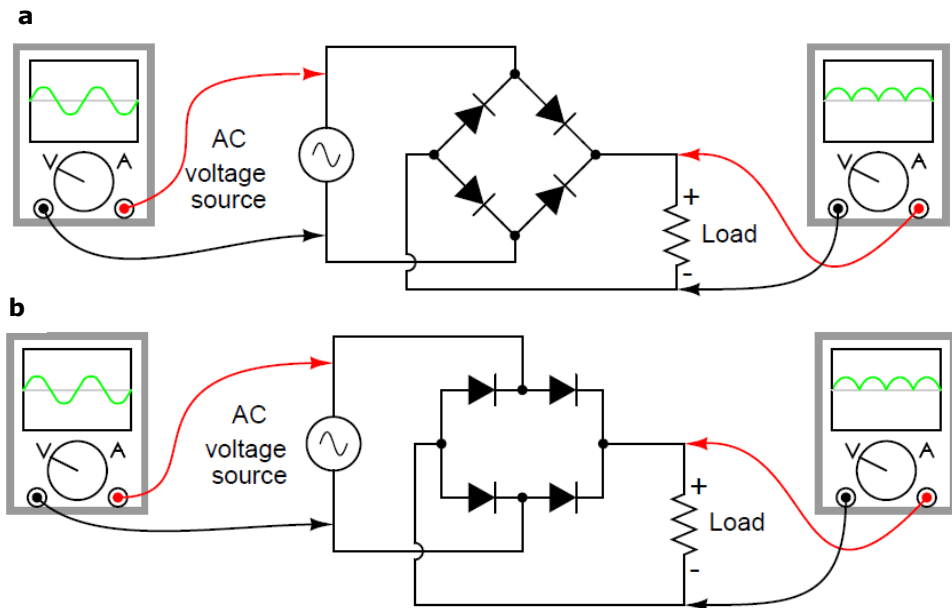 a
V A
AC
voltage
source
+
Load
-
V A
b
V A
AC
voltage
source
+
Load
-
V A